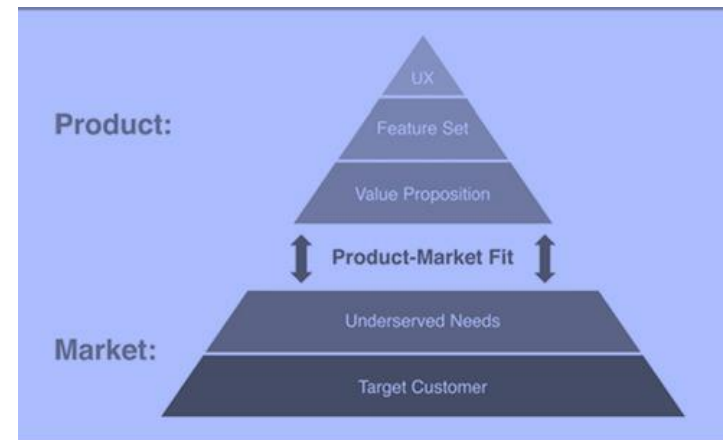 UX
Product:
Feature Set
Value Proposition
Product-Market Fit
Underserved Needs
Market:
Target Customer